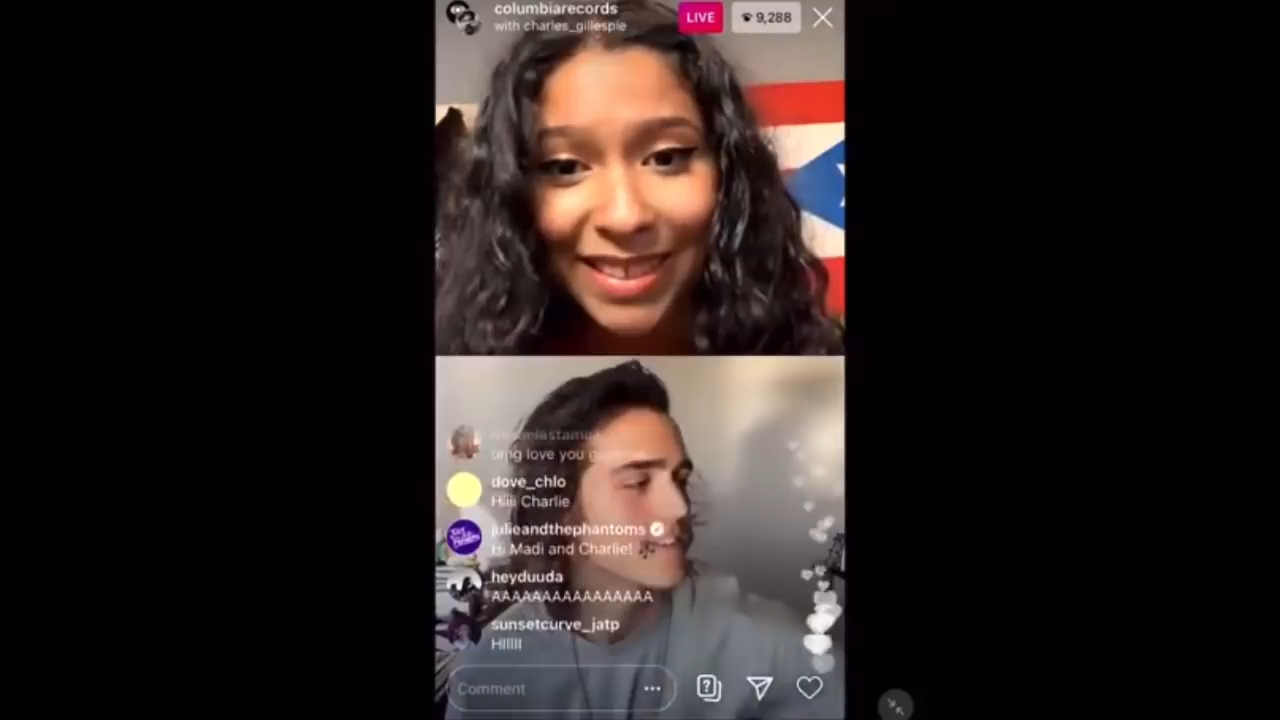 columbiarecords
LIVE
9,288
with charles_gillespie
omg love you
dove_chlo
Hiiii Charlie
julieandthephantoms
Hi Madi and Charlie!
heyduuda
AAAAAAAAAAAAAAAA
sunsetcurve_jatp
HIIIII
Comment